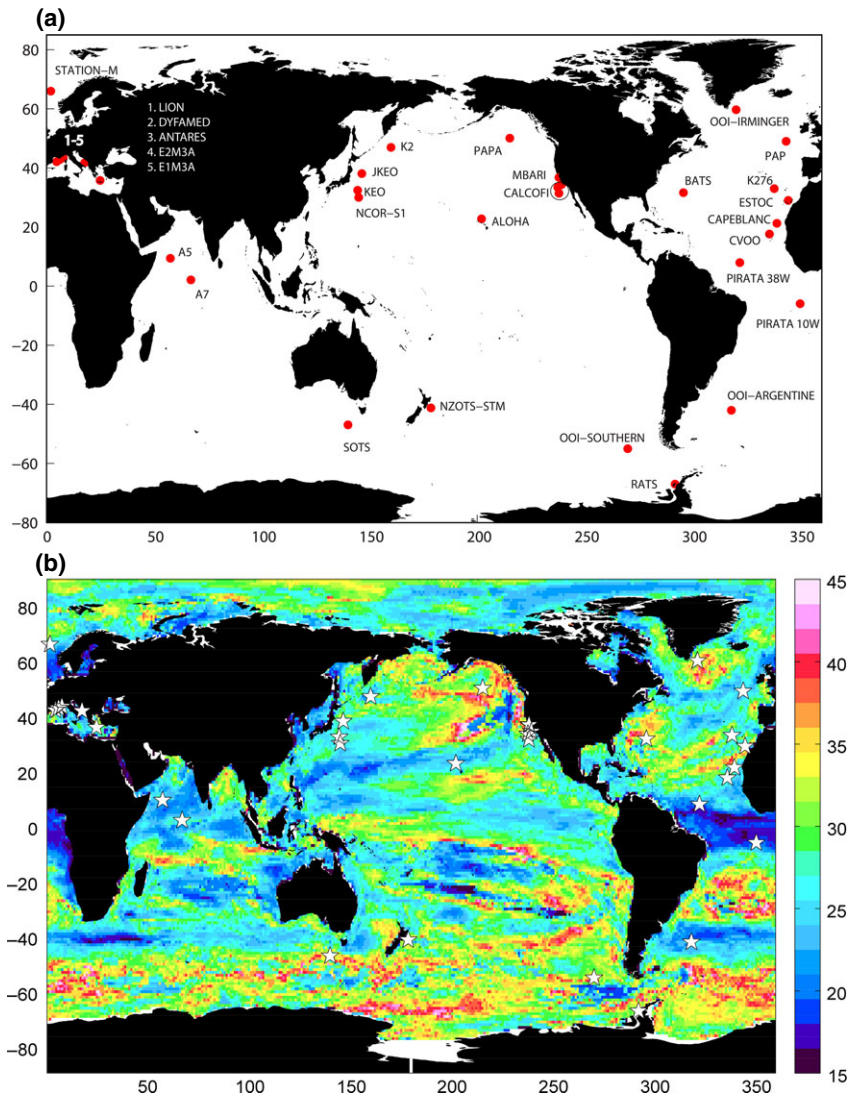 (a)
80
60
40
20
0
−20
−40
−60
−80
0
50
100
150
200
250
300
350
STATION−M
1. LION
2. DYFAMED
3. ANTARES
4. E2M3A
5. E1M3A
1-5
K2
JKEO
KEO
NCOR−S1
A5
A7
PAPA
MBARI
CALCOFI
ALOHA
OOI−IRMINGER
PAP
BATS
K276
ESTOC
CAPEBLANC
CVOO
PIRATA 38W
PIRATA 10W
OOI−ARGENTINE
NZOTS−STM
SOTS
OOI−SOUTHERN
RATS
(b)
80
60
40
20
0
−20
−40
−60
−80
50
100
150
200
250
300
350
45
40
35
30
25
20
15